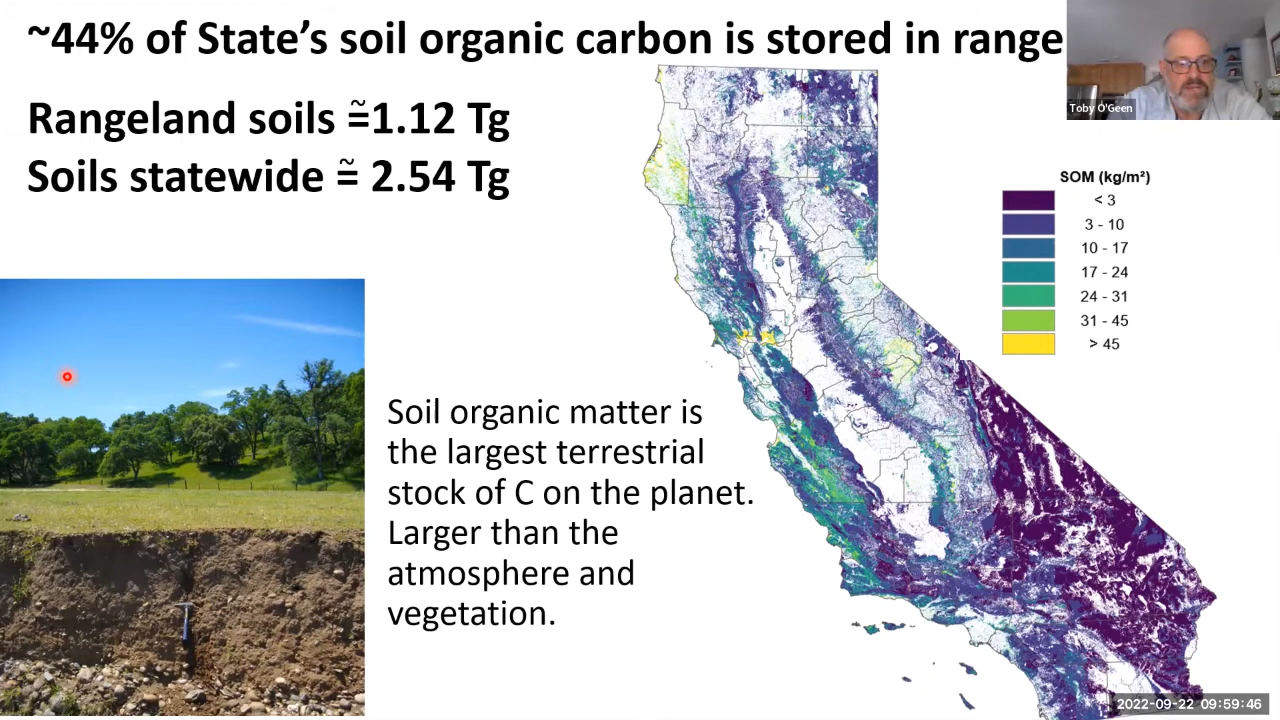 ~44% of State's soil organic carbon is stored in range
Toby O'Geen
Rangeland soils ≅1.12 Tg
Soils statewide ≅ 2.54 Tg
SOM (kg/m²)
< 3
3 - 10
10 - 17
17 - 24
24 - 31
31 - 45
> 45
Soil organic matter is
the largest terrestrial
stock of C on the planet.
Larger than the
atmosphere and
vegetation.
2022-09-22 09:59:46